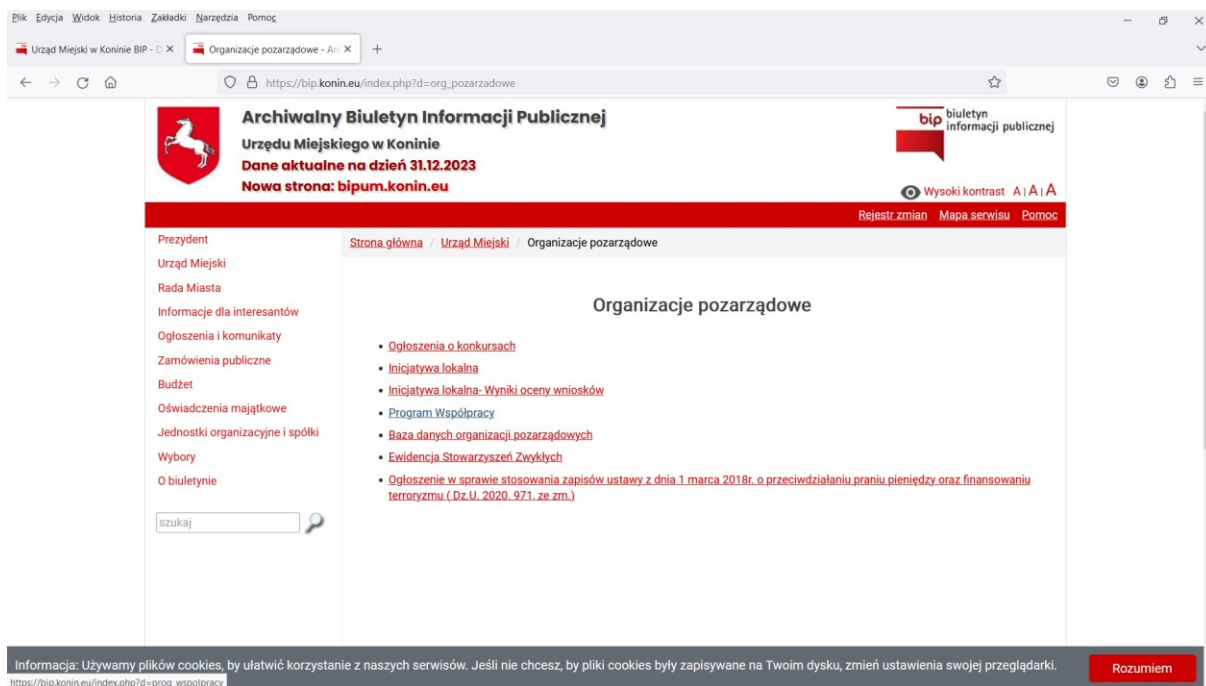 Plik Edycja Widok Historia Zakładki Narzędzia Pomoc
Urząd Miejski w Koninie BIP - D
Organizacje pozarządowe - Arc
https://bip.konin.eu/index.php?d=org_pozarzadowe
Archiwalny Biuletyn Informacji Publicznej
Urzędu Miejskiego w Koninie
Dane aktualne na dzień 31.12.2023
Nowa strona: bipum.konin.eu
bip biuletyn
informacji publicznej
Wysoki kontrast A | A | A
Rejestr zmian Mapa serwisu Pomoc
Prezydent
Urząd Miejski
Rada Miasta
Informacje dla interesantów
Ogłoszenia i komunikaty
Zamówienia publiczne
Budżet
Oświadczenia majątkowe
Jednostki organizacyjne i spółki
Wybory
O biuletynie
szukaj
Strona główna / Urząd Miejski / Organizacje pozarządowe
Organizacje pozarządowe
• Ogłoszenia o konkursach
• Inicjatywa lokalna
• Inicjatywa lokalna- Wyniki oceny wniosków
• Program Współpracy
• Baza danych organizacji pozarządowych
• Ewidencja Stowarzyszeń Zwykłych
• Ogłoszenie w sprawie stosowania zapisów ustawy z dnia 1 marca 2018r. o przeciwdziałaniu praniu pieniędzy oraz finansowaniu
terroryzmu ( Dz.U. 2020. 971, ze zm.)
Informacja: Używamy plików cookies, by ułatwić korzystanie z naszych serwisów. Jeśli nie chcesz, by pliki cookies były zapisywane na Twoim dysku, zmień ustawienia swojej przeglądarki.
Rozumiem
https://bip.konin.eu/index.php?d=prog_wspolpracy